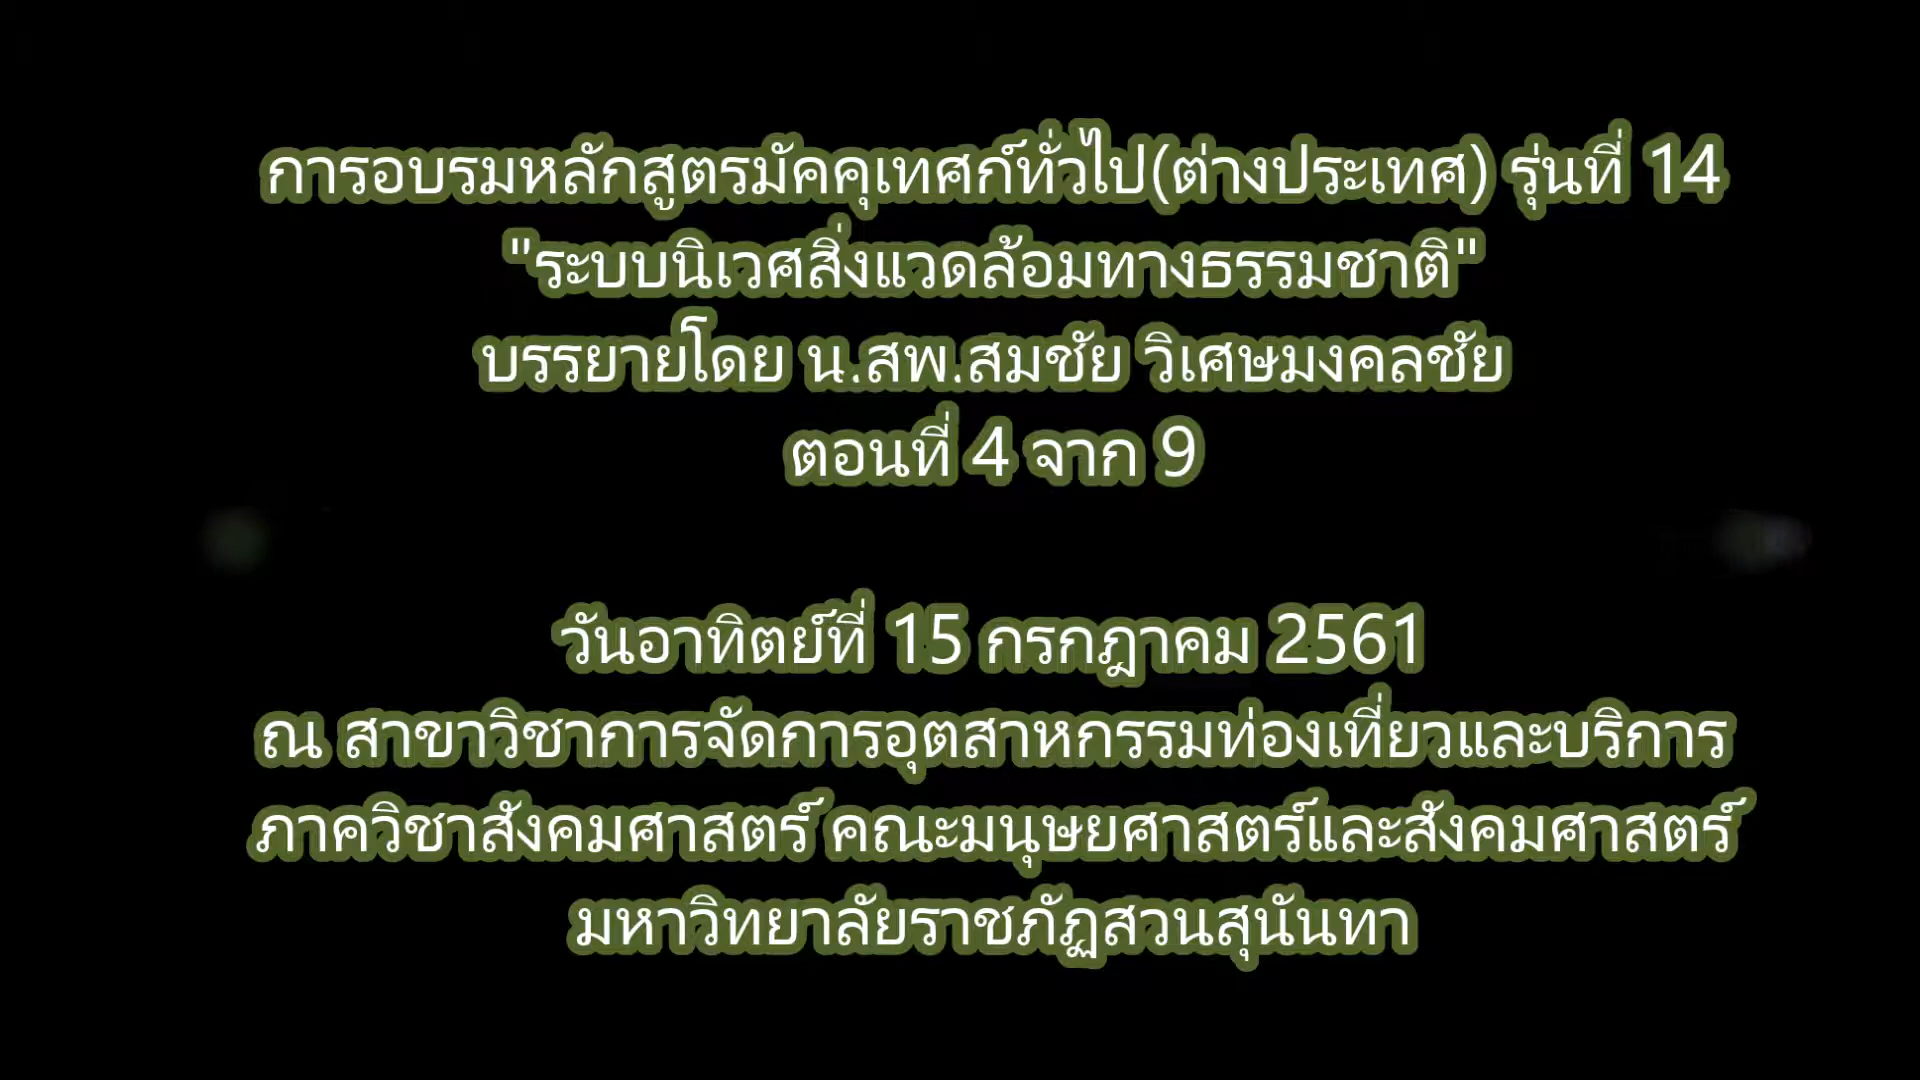 การอบรมหลักสูตรมัคคุเทศก์ทั่วไป(ต่างประเทศ) รุ่นที่ 14
"ระบบนิเวศสิ่งแวดล้อมทางธรรมชาติ"
บรรยายโดย น.สพ.สมชัย วิเศษมงคลชัย
ตอนที่ 4 จาก 9
วันอาทิตย์ที่ 15 กรกฎาคม 2561
ณ สาขาวิชาการจัดการอุตสาหกรรมท่องเที่ยวและบริการ
ภาควิชาสังคมศาสตร์ คณะมนุษยศาสตร์และสังคมศาสตร์
มหาวิทยาลัยราชภัฏสวนสุนันทา